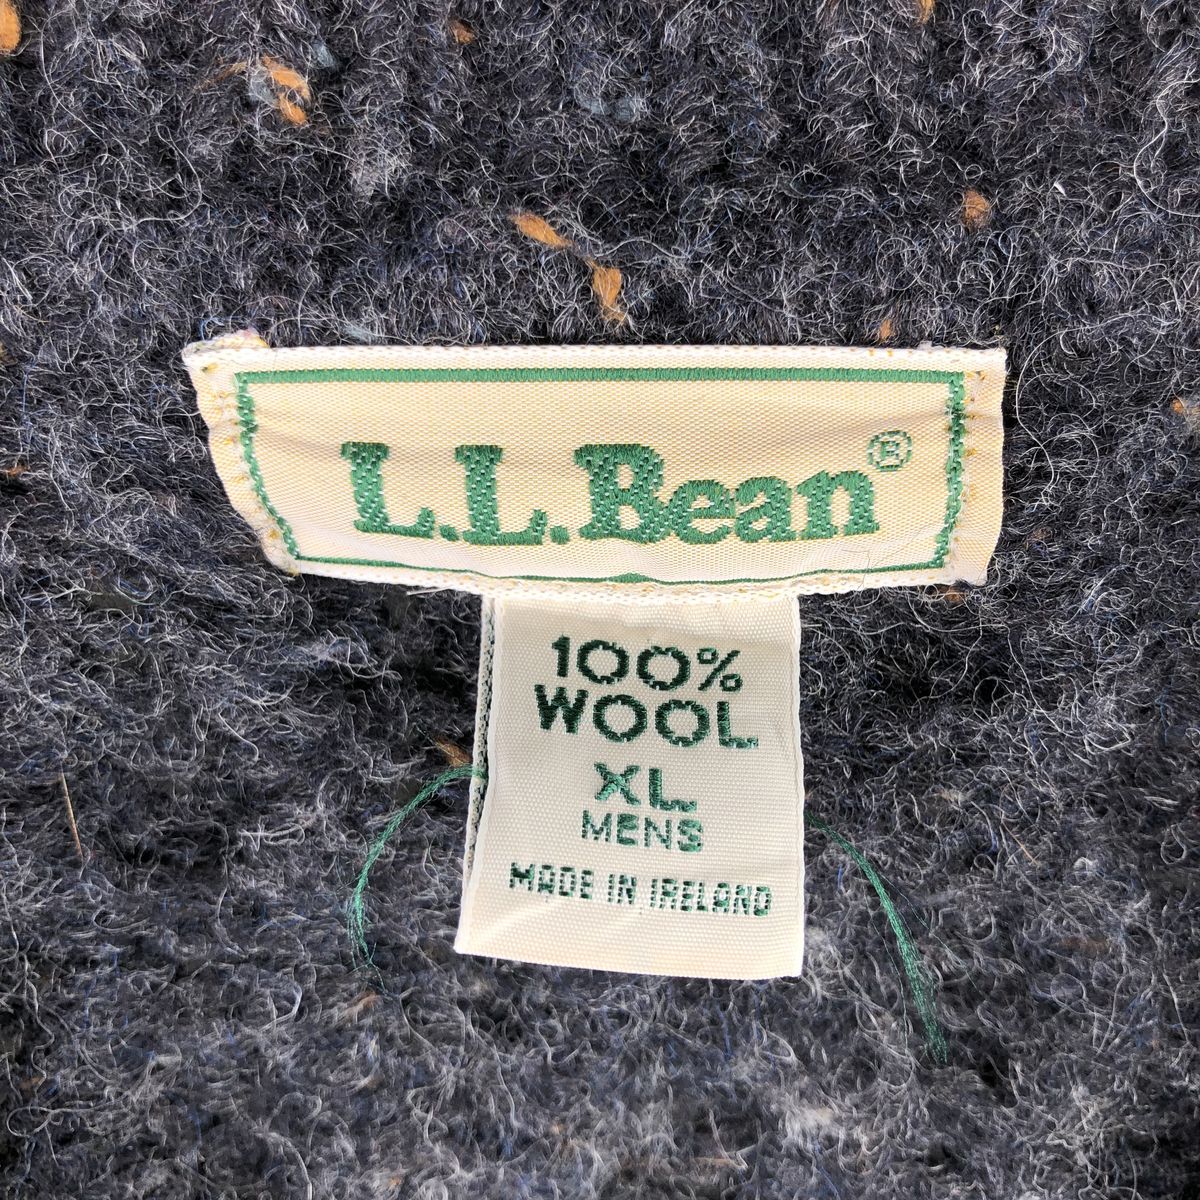 L.L.Bean®
100%
WOOL
XL
MENS
MADE IN IRELAND